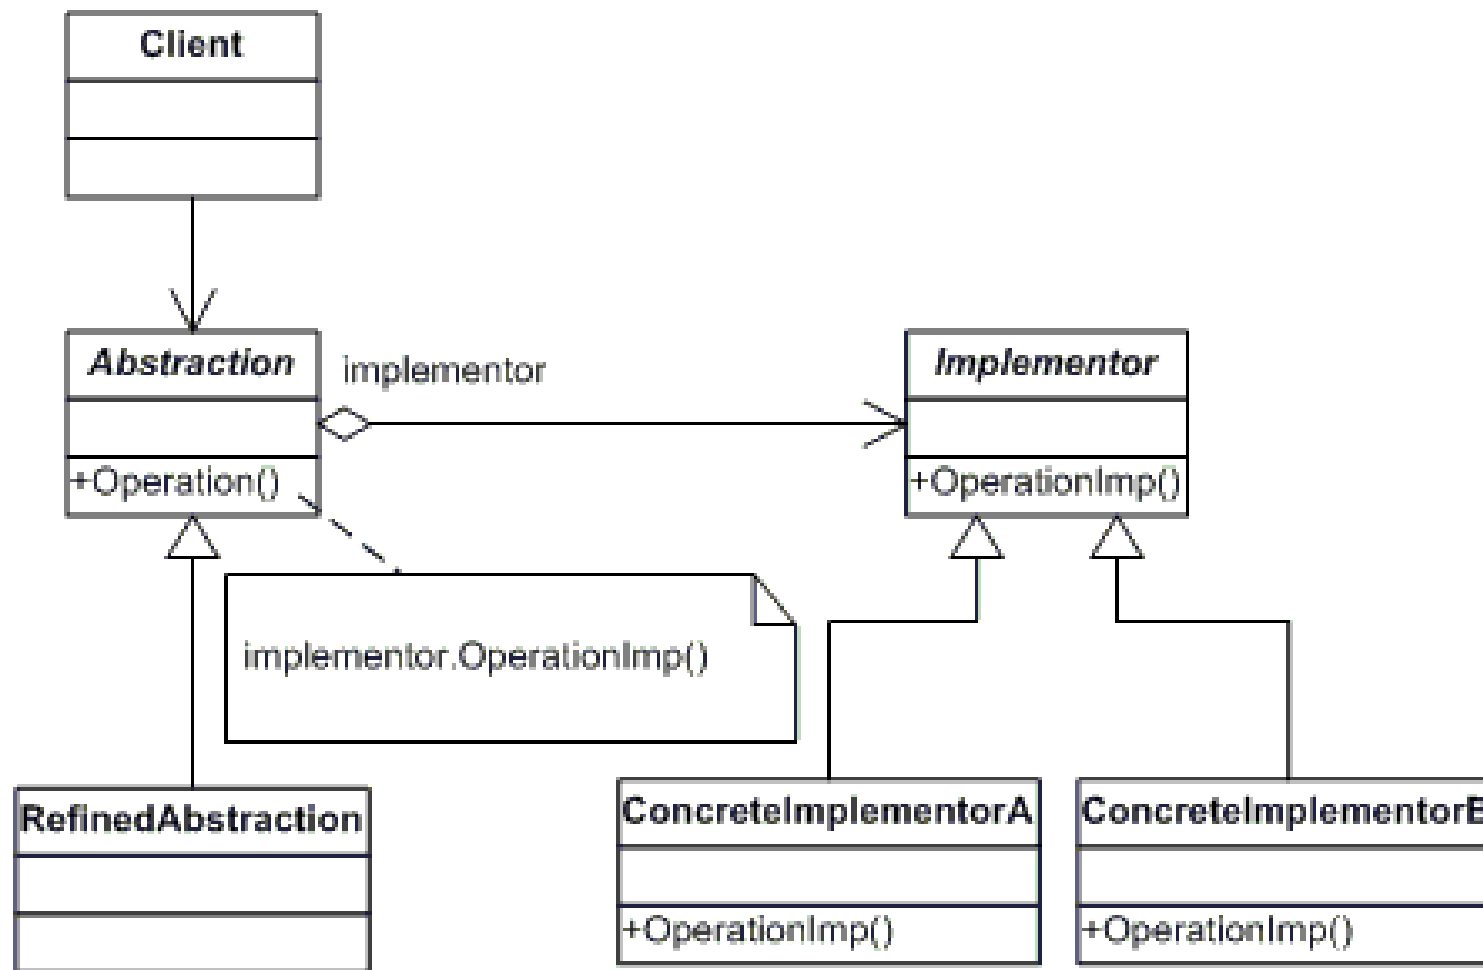 Client
Abstraction
implementor
Implementor
+Operation()
+OperationImp()
implementor.OperationImp()
RefinedAbstraction
ConcreteImplementorA
ConcreteImplementorB
+OperationImp()
+OperationImp()